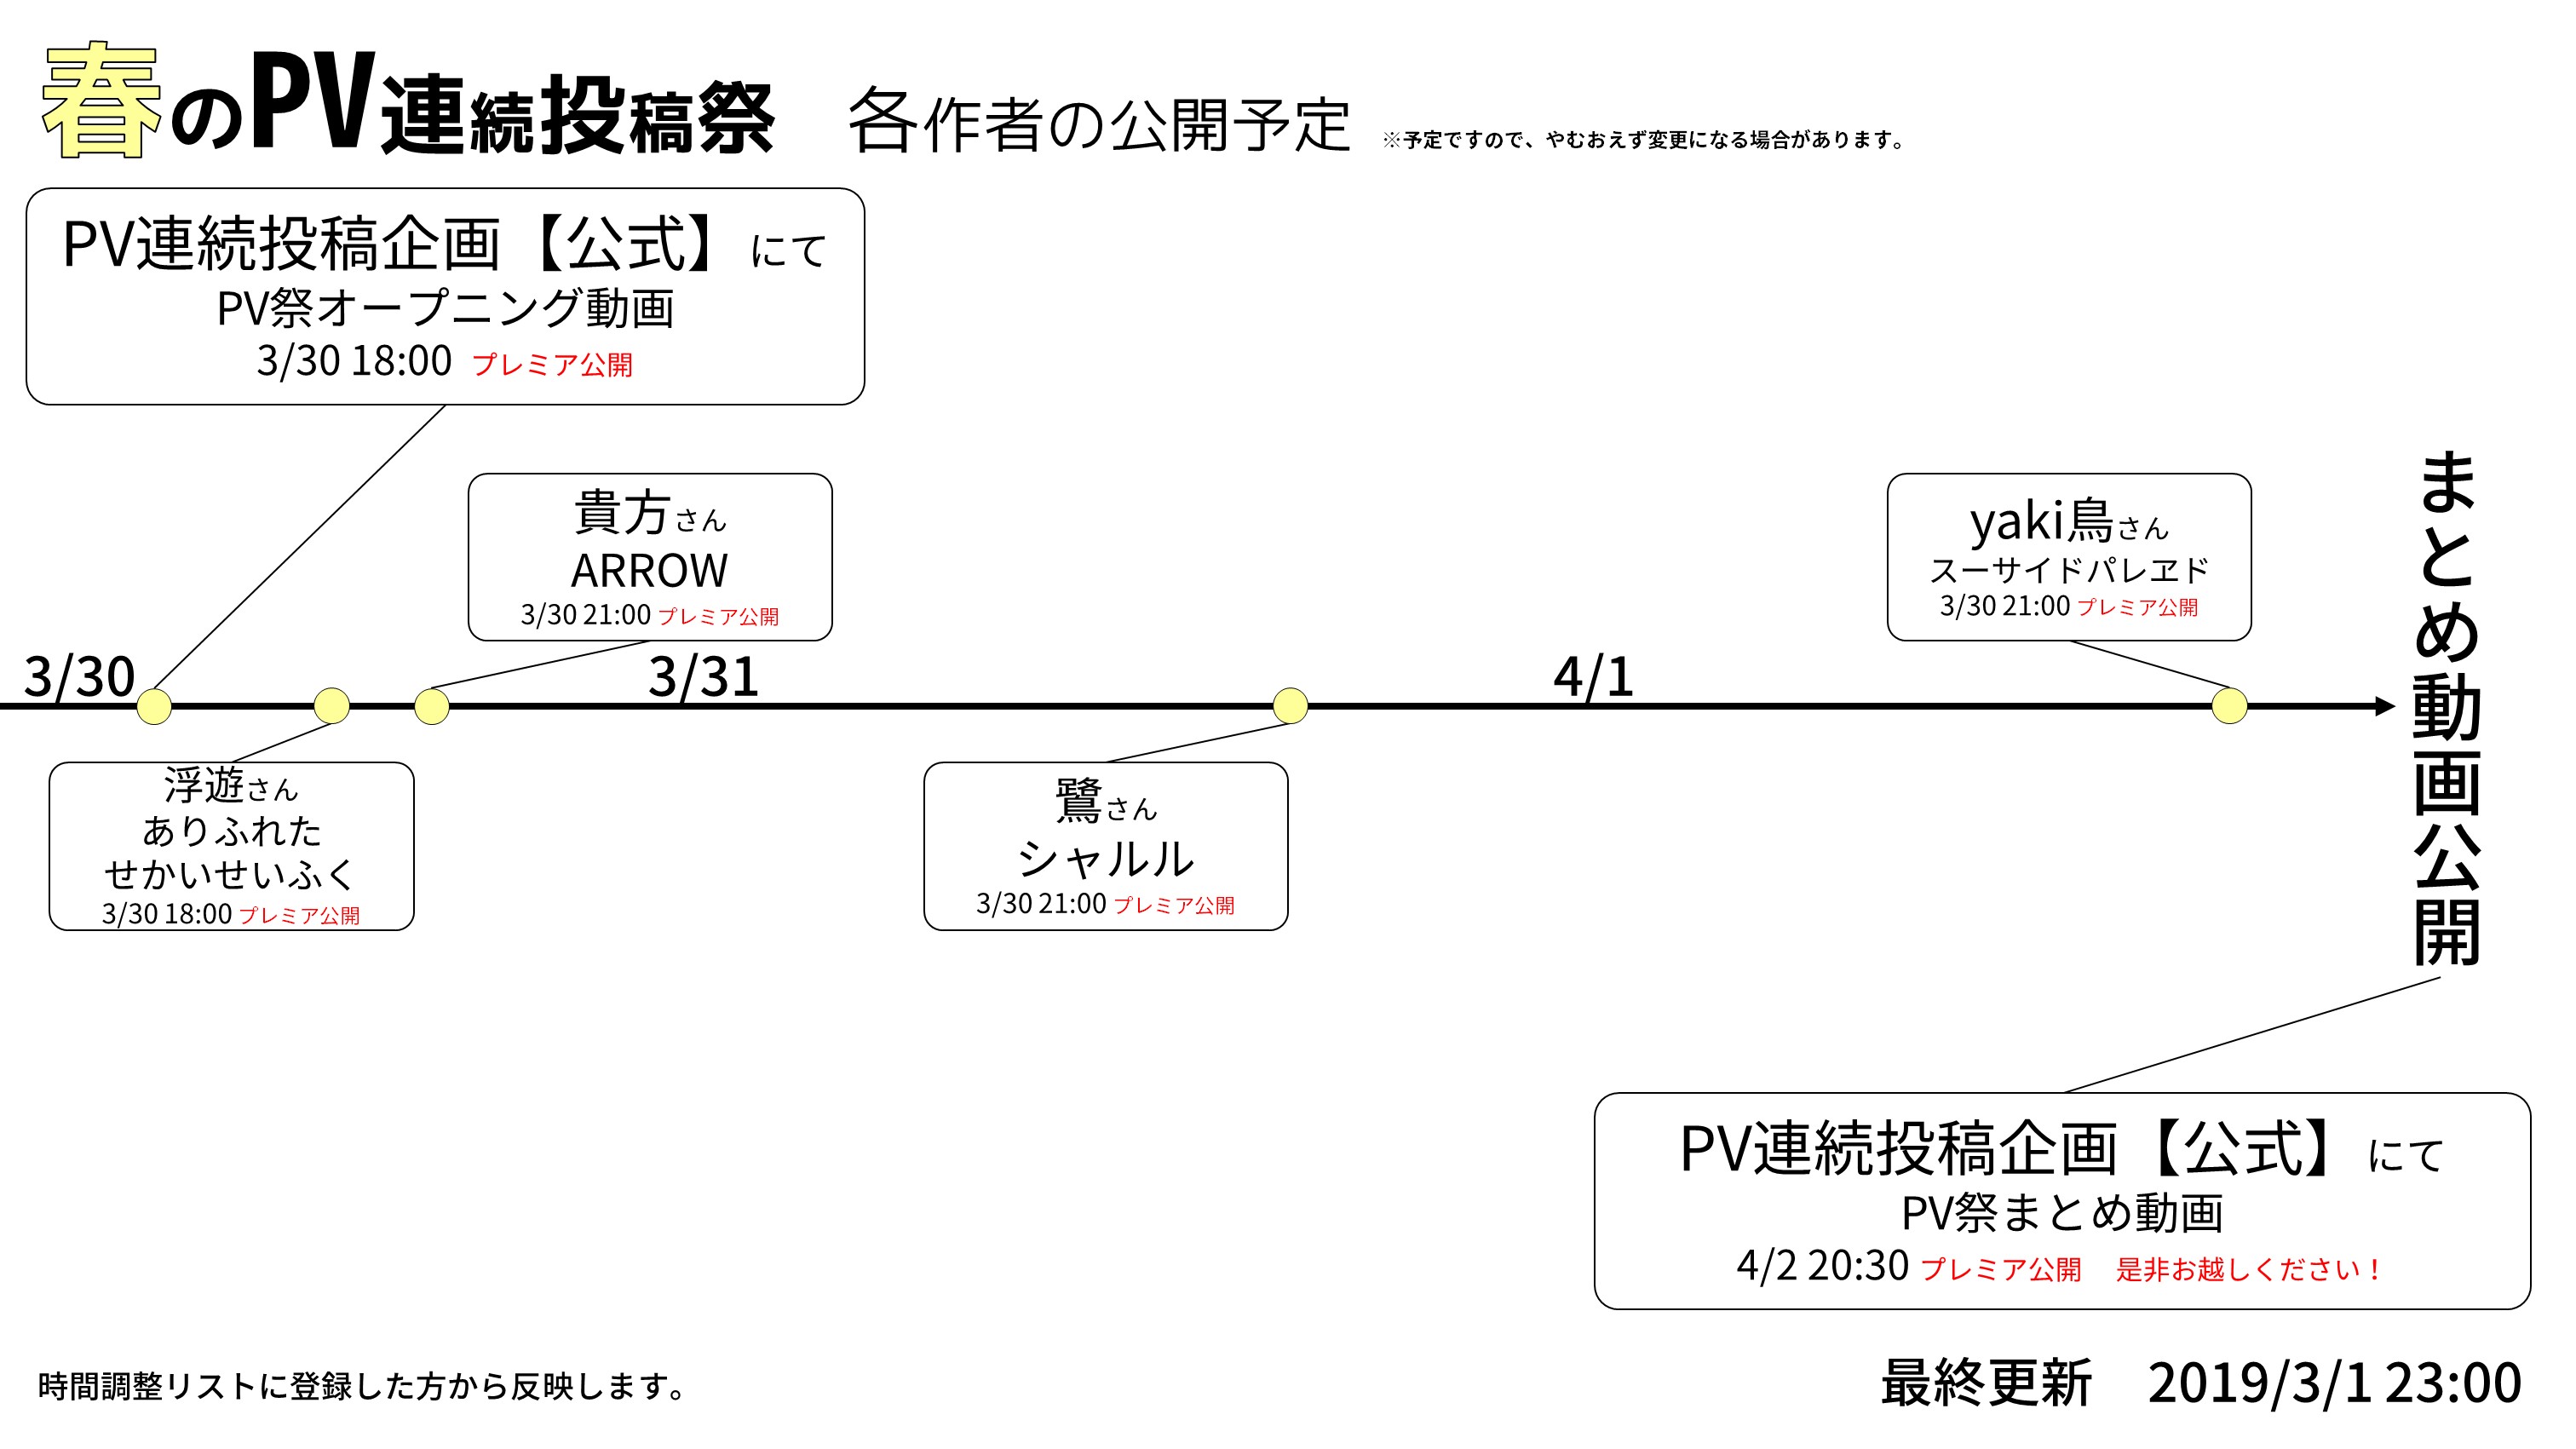 春のPV連続投稿祭 各作者の公開予定 ※予定ですので、やむおえず変更になる場合があります。
PV連続投稿企画【公式】にて
PV祭オープニング動画
3/30 18:00 プレミア公開
貴方さん
ARROW
3/30 21:00 プレミア公開
yaki鳥さん
スーサイドパレヱド
3/30 21:00 プレミア公開
3/30
3/31
4/1
まとめ動画公開
浮遊さん
ありふれた
せかいせいふく
3/30 18:00 プレミア公開
鷺さん
シャルル
3/30 21:00 プレミア公開
PV連続投稿企画【公式】にて
PV祭まとめ動画
4/2 20:30 プレミア公開 是非お越しください！
時間調整リストに登録した方から反映します。
最終更新 2019/3/1 23:00